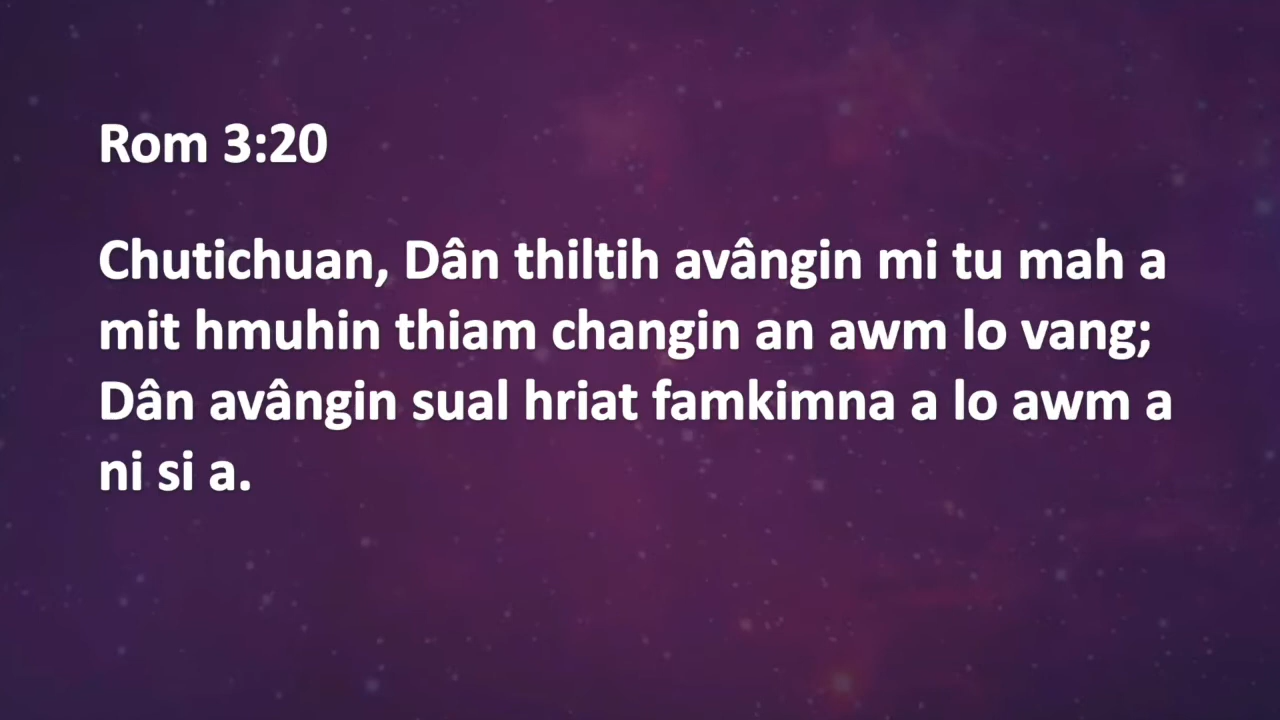 Rom 3:20
Chutichuan, Dân thiltih avângin mi tu mah a
mit hmuhin thiam changin an awm lo vang;
Dân avângin sual hriat famkimna a lo awm a
ni si a.